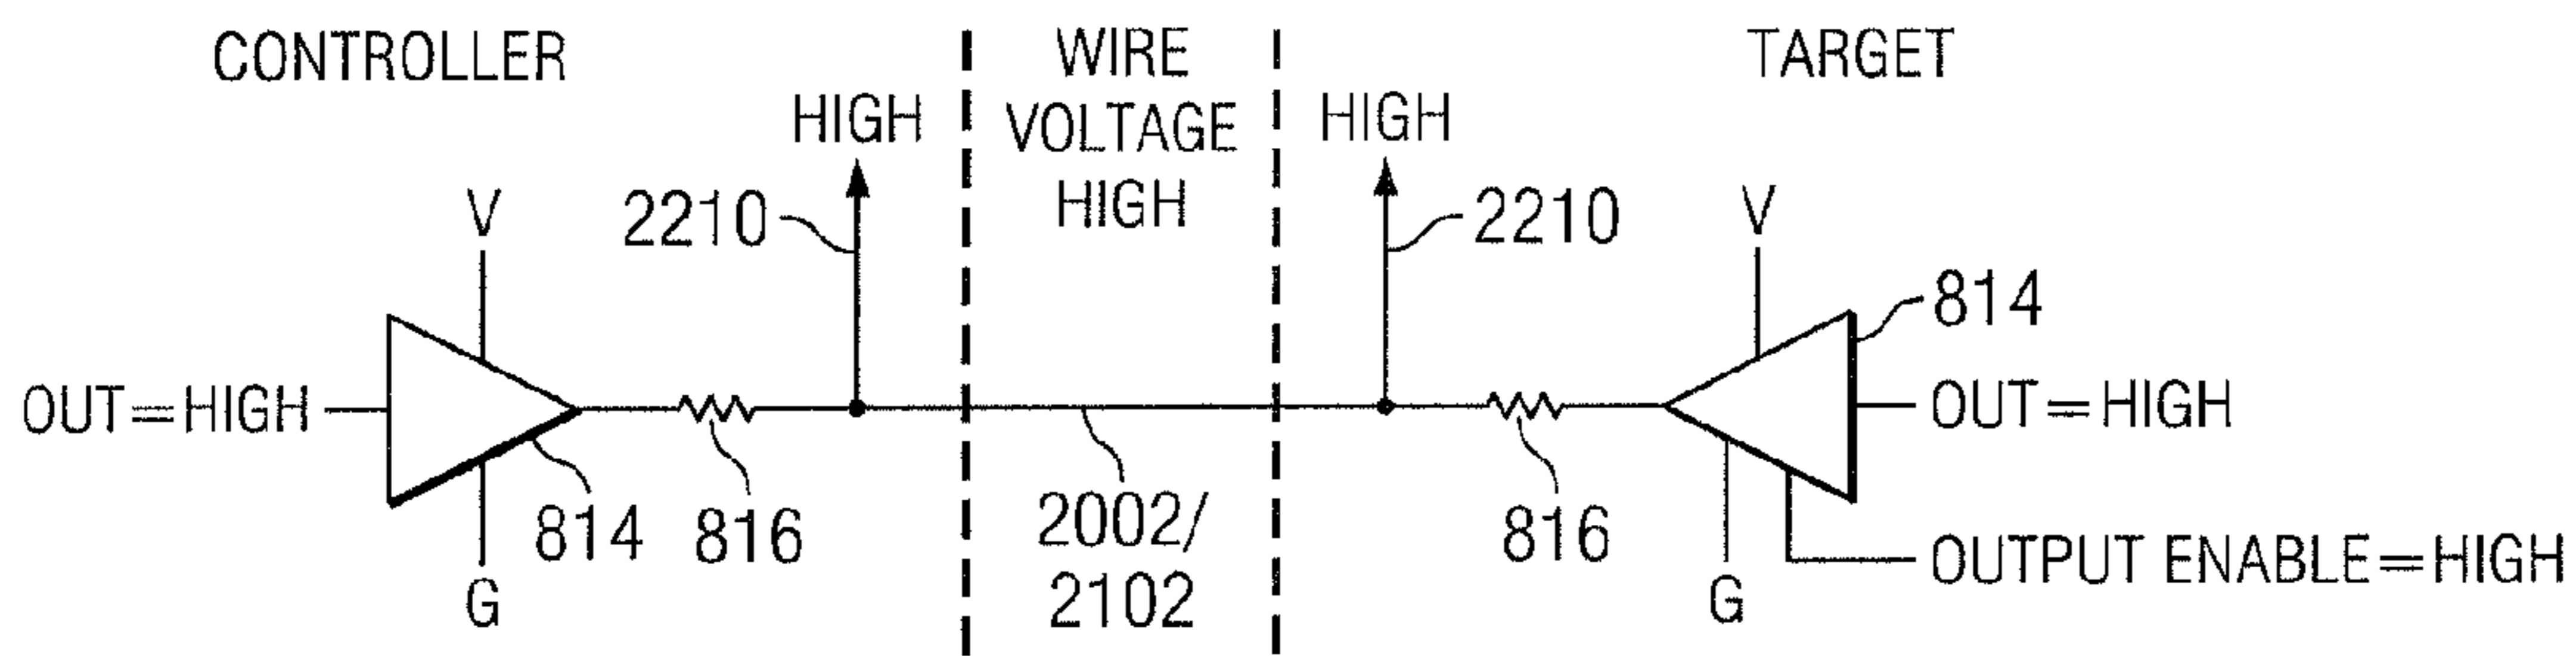 CONTROLLER
WIRE
VOLTAGE
HIGH
TARGET
HIGH
HIGH
2210
2210
V
V
814
OUT=HIGH
OUT=HIGH
814
816
2002/
2102
816
OUTPUT ENABLE=HIGH
G
G